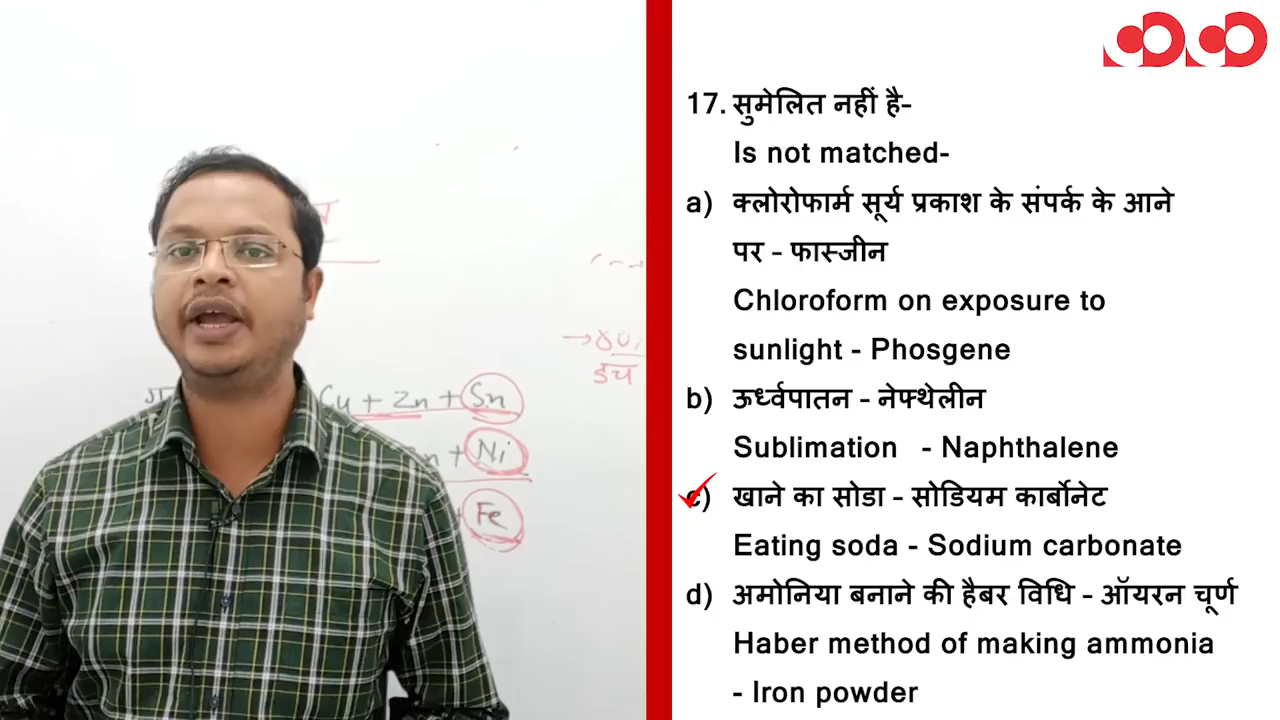 Cu + Zn + Sn
+ Ni
Fe
17. सुमेलित नहीं है-
Is not matched-
a) क्लोरोफार्म सूर्य प्रकाश के संपर्क के आने
पर - फास्जीन
Chloroform on exposure to
sunlight - Phosgene
b) ऊर्ध्वपातन - नेफ्थेलीन
Sublimation - Naphthalene
c) खाने का सोडा - सोडियम कार्बोनेट
Eating soda - Sodium carbonate
d) अमोनिया बनाने की हैबर विधि - ऑयरन चूर्ण
Haber method of making ammonia
- Iron powder